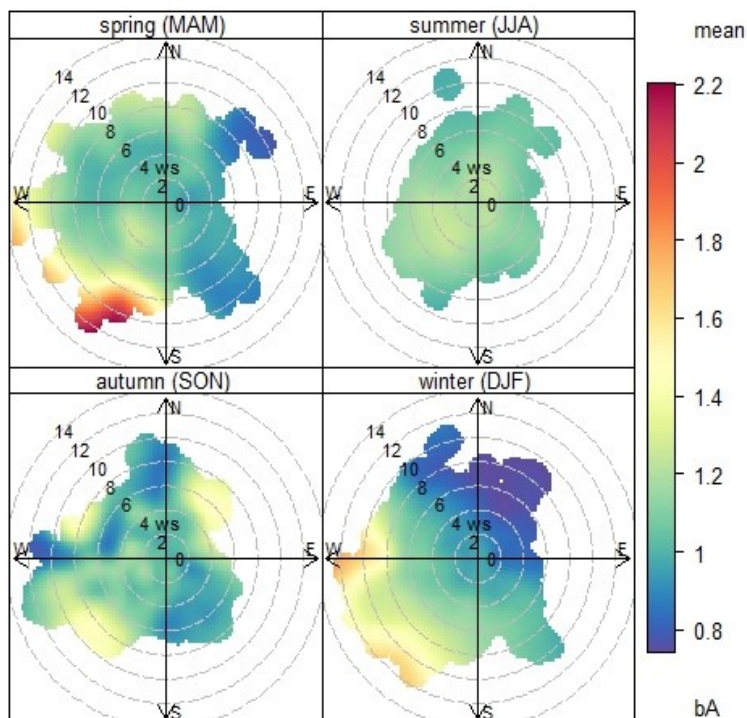 spring (MAM)
summer (JJA)
mean
N
14
12
10
8
6
4 ws
2
0
W
E
S
N
14
12
10
8
6
4 ws
2
0
W
E
S
2.2
2
1.8
1.6
1.4
1.2
1
0.8
autumn (SON)
winter (DJF)
N
14
12
10
8
6
4 ws
2
0
W
E
S
N
14
12
10
8
6
4 ws
2
0
W
E
S
bA